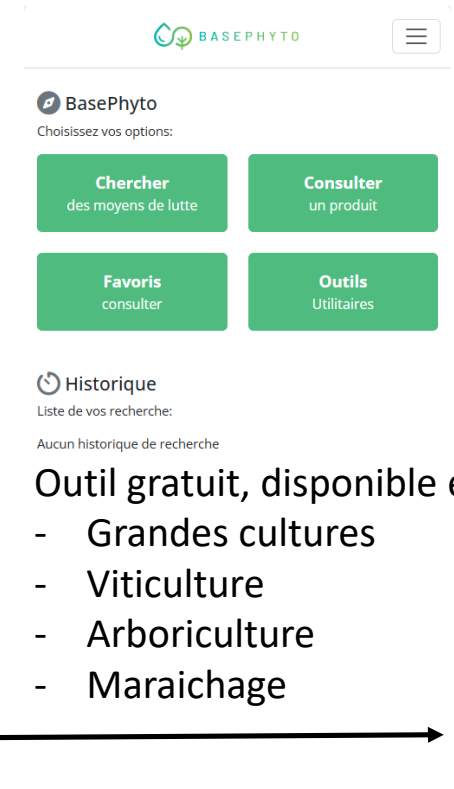 BASEPHYTO
BasePhyto
Choisissez vos options:
Chercher
des moyens de lutte
Consulter
un produit
Favoris
consulter
Outils
Utilitaires
Historique
Liste de vos recherche:
Aucun historique de recherche
Outil gratuit, disponible
- Grandes cultures
- Viticulture
- Arboriculture
- Maraichage